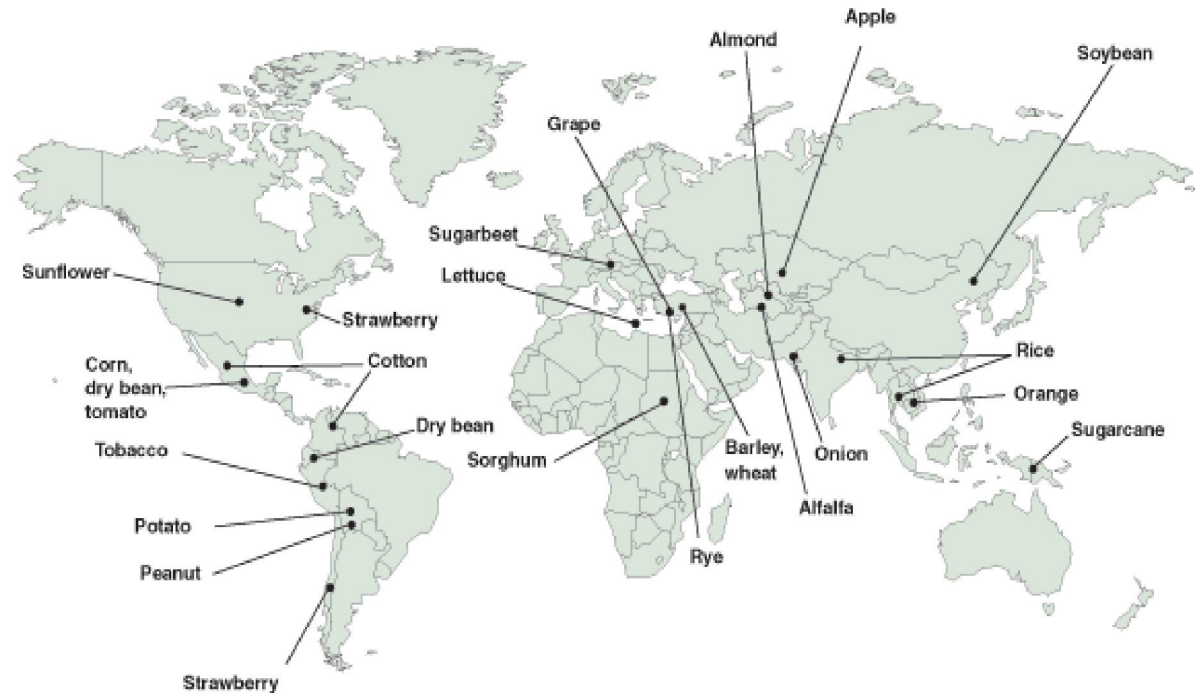 Apple
Almond
Soybean
Grape
Sugarbeet
Lettuce
Sunflower
Strawberry
Cotton
Corn,
dry bean,
tomato
Rice
Orange
Dry bean
Sugarcane
Tobacco
Sorghum
Barley,
wheat
Onion
Alfalfa
Potato
Rye
Peanut
Strawberry